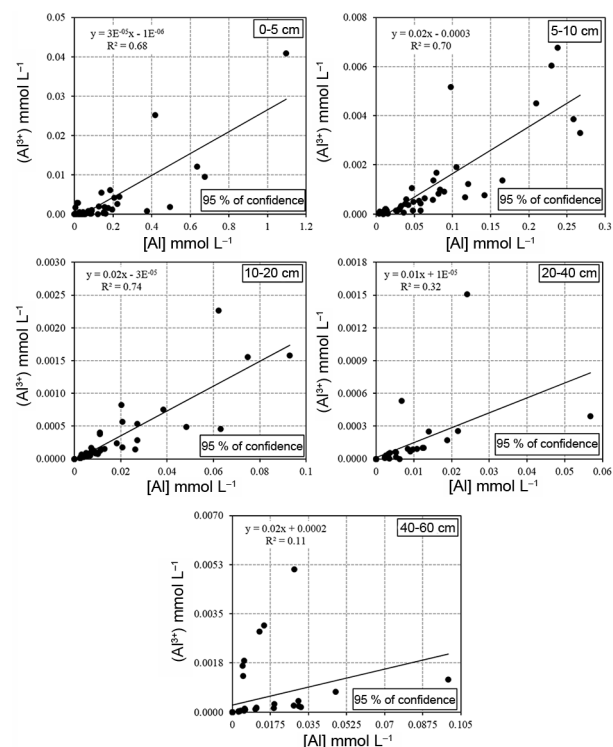 y = 3E-05x - 1E-06
R² = 0.68
0-5 cm
0.05
0.04
0.03
0.02
0.01
0.00
0 0.2 0.4 0.6 0.8 1 1.2
(Al³⁺) mmol L⁻¹
[Al] mmol L⁻¹
95 % of confidence
y = 0.02x - 0.0003
R² = 0.70
5-10 cm
0.008
0.006
0.004
0.002
0.000
0 0.05 0.1 0.15 0.2 0.25 0.3
(Al³⁺) mmol L⁻¹
[Al] mmol L⁻¹
95 % of confidence
y = 0.02x - 3E-05
R² = 0.74
10-20 cm
0.0030
0.0025
0.0020
0.0015
0.0010
0.0005
0.0000
0 0.02 0.04 0.06 0.08 0.1
(Al³⁺) mmol L⁻¹
[Al] mmol L⁻¹
95 % of confidence
y = 0.01x + 1E-05
R² = 0.32
20-40 cm
0.0018
0.0015
0.0012
0.0009
0.0006
0.0003
0.0000
0 0.01 0.02 0.03 0.04 0.05 0.06
(Al³⁺) mmol L⁻¹
[Al] mmol L⁻¹
95 % of confidence
y = 0.02x + 0.0002
R² = 0.11
40-60 cm
0.0070
0.0053
0.0035
0.0018
0.0000
0 0.0175 0.035 0.0525 0.07 0.0875 0.105
(Al³⁺) mmol L⁻¹
[Al] mmol L⁻¹
95 % of confidence